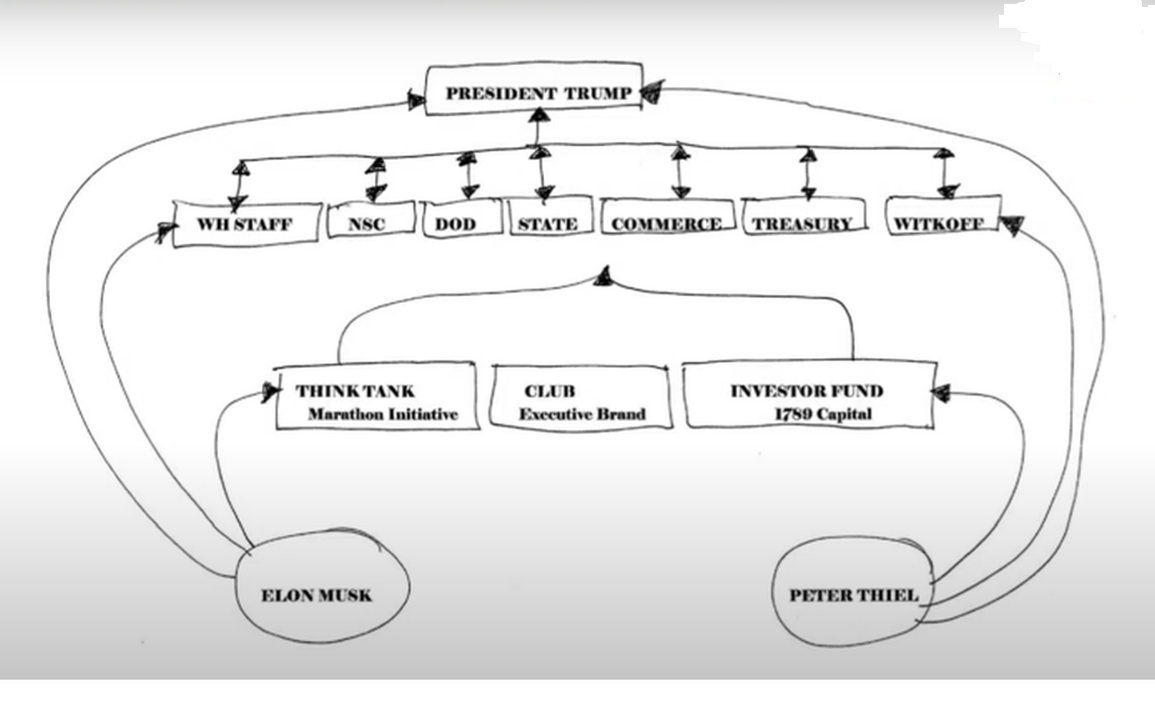 PRESIDENT TRUMP
WH STAFF
NSC
DOD
STATE
COMMERCE
TREASURY
WITKOFF
THINK TANK
Marathon Initiative
CLUB
Executive Brand
INVESTOR FUND
1789 Capital
ELON MUSK
PETER THIEL